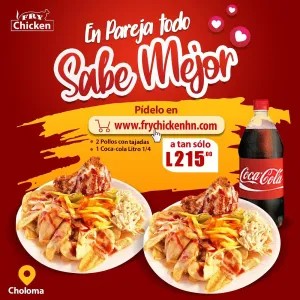 FRY
Chicken
En Pareja todo
Sabe Mejor
Pídelo en
www.frychickenhn.com
• 2 Pollos con tajadas
• 1 Coca-cola Litro 1/4
a tan sólo
L215.00
Coca-Cola
Choloma